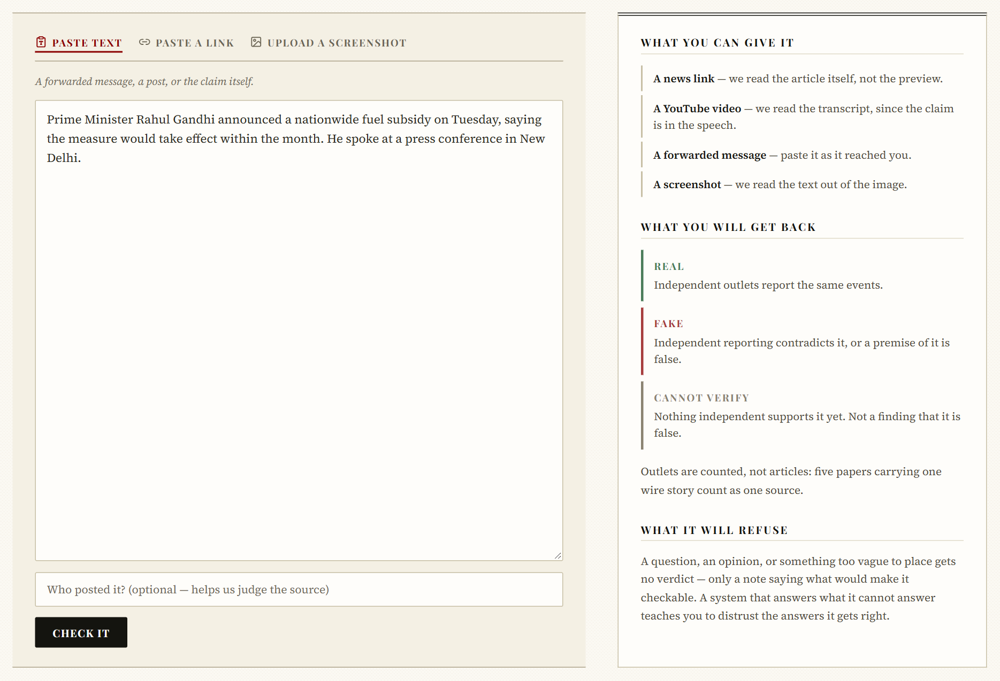 PASTE TEXT
PASTE A LINK
UPLOAD A SCREENSHOT
A forwarded message, a post, or the claim itself.
Prime Minister Rahul Gandhi announced a nationwide fuel subsidy on Tuesday, saying
the measure would take effect within the month. He spoke at a press conference in New
Delhi.
Who posted it? (optional — helps us judge the source)
CHECK IT
WHAT YOU CAN GIVE IT
A news link — we read the article itself, not the preview.
A YouTube video — we read the transcript, since the claim
is in the speech.
A forwarded message — paste it as it reached you.
A screenshot — we read the text out of the image.
WHAT YOU WILL GET BACK
REAL
Independent outlets report the same events.
FAKE
Independent reporting contradicts it, or a premise of it is
false.
CANNOT VERIFY
Nothing independent supports it yet. Not a finding that it is
false.
Outlets are counted, not articles: five papers carrying one
wire story count as one source.
WHAT IT WILL REFUSE
A question, an opinion, or something too vague to place gets
no verdict — only a note saying what would make it
checkable. A system that answers what it cannot answer
teaches you to distrust the answers it gets right.